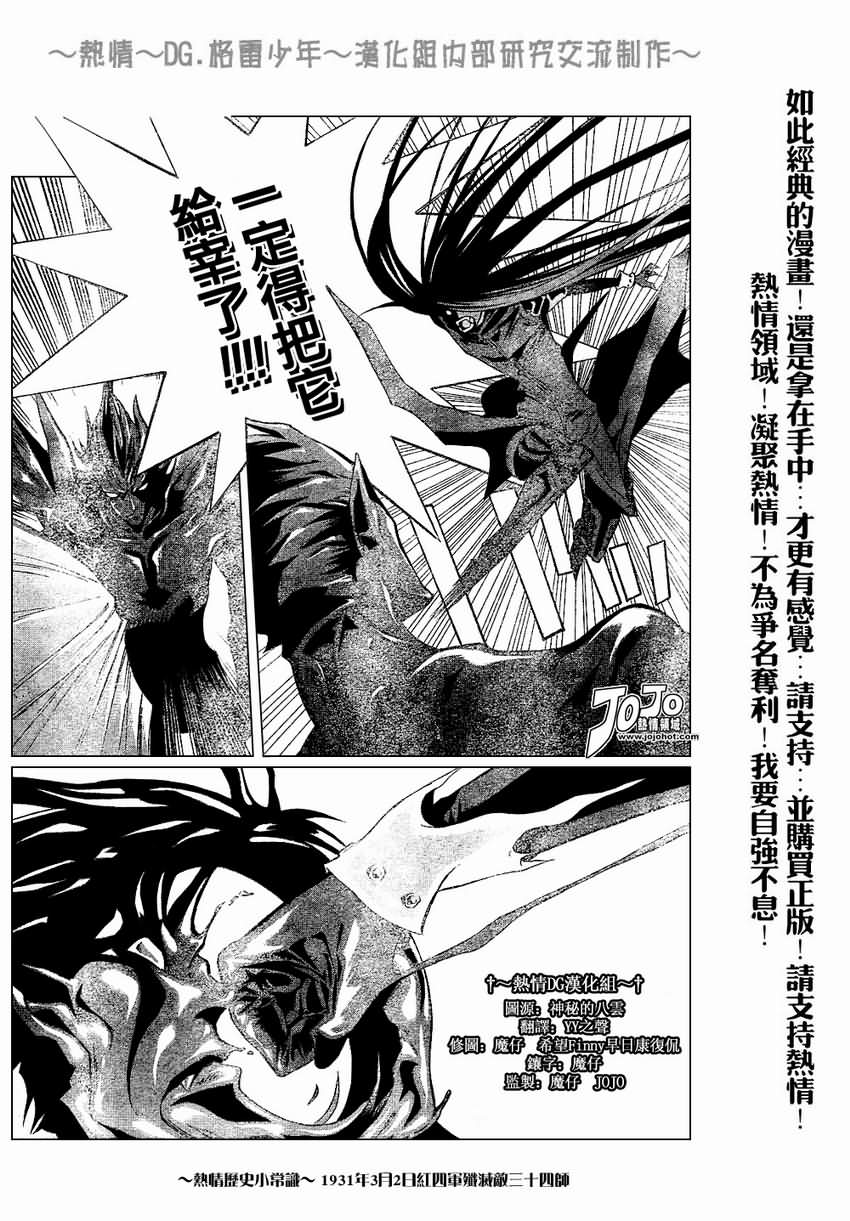 ～熱情～DG.格雷少年～漢化組內部研究交流制作～
如此經典的漫畫！還是拿在手中…才更有感覺…請支持…並購買正版！請支持熱情！
熱情領域！凝聚熱情！不為爭名奪利！我要自強不息！
一定得把它
給宰了!!!!
JOJO
熱情領域
www.jojohot.com
†～熱情DG漢化組～†
圖源：神秘的八雲
翻譯：YY之聲
修圖：魔仔　希望Finny早日康復侃
鑲字：魔仔
監製：魔仔　JOJO
～熱情歷史小常識～ 1931年3月2日紅四軍殲滅敵三十四師